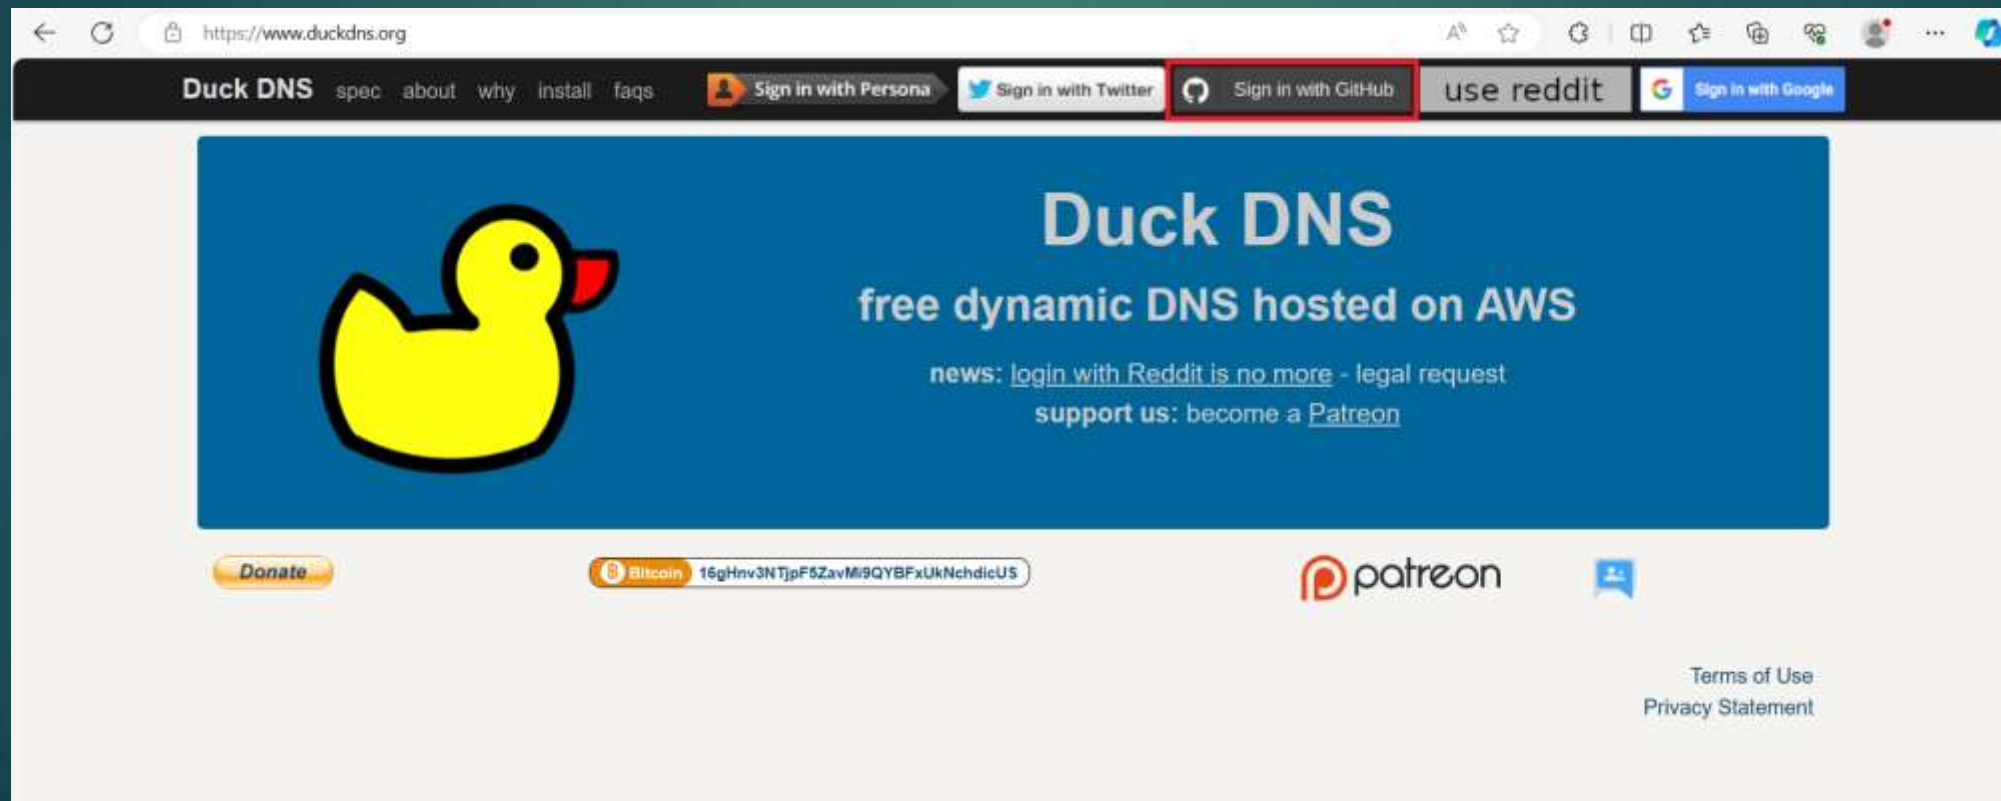 https://www.duckdns.org
Duck DNS spec about why install faqs Sign in with Persona Sign in with Twitter Sign in with GitHub use reddit Sign in with Google
Duck DNS
free dynamic DNS hosted on AWS
news: login with Reddit is no more - legal request
support us: become a Patreon
Donate Bitcoin 16gHnv3NTjpF5ZavMi9QYBFxUkNchdicUS patreon
Terms of Use
Privacy Statement